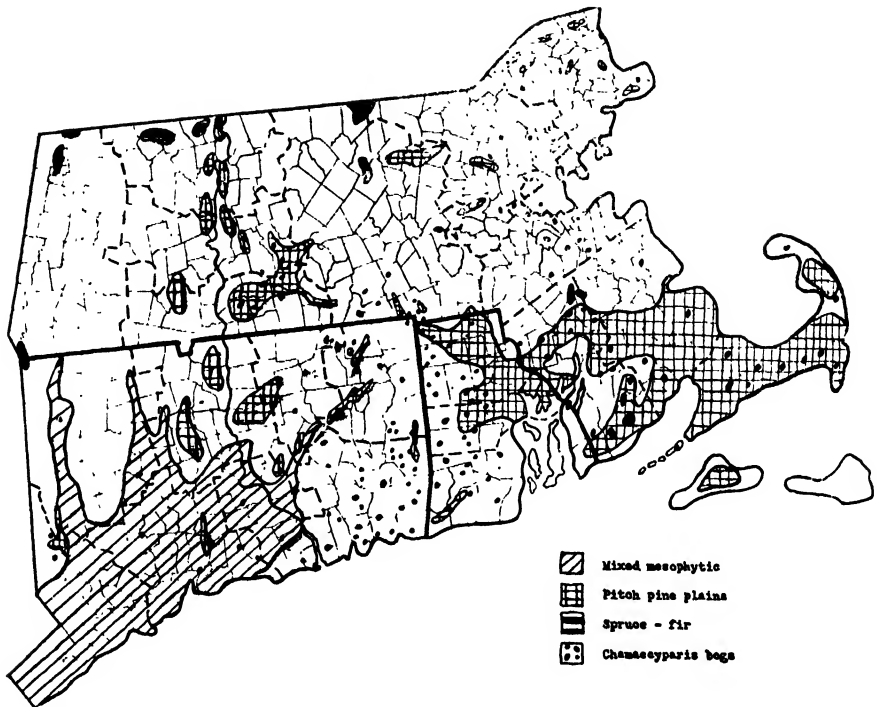 Mixed mesophytic
Pitch pine plains
Spruce - fir
Chamaecyparis bogs